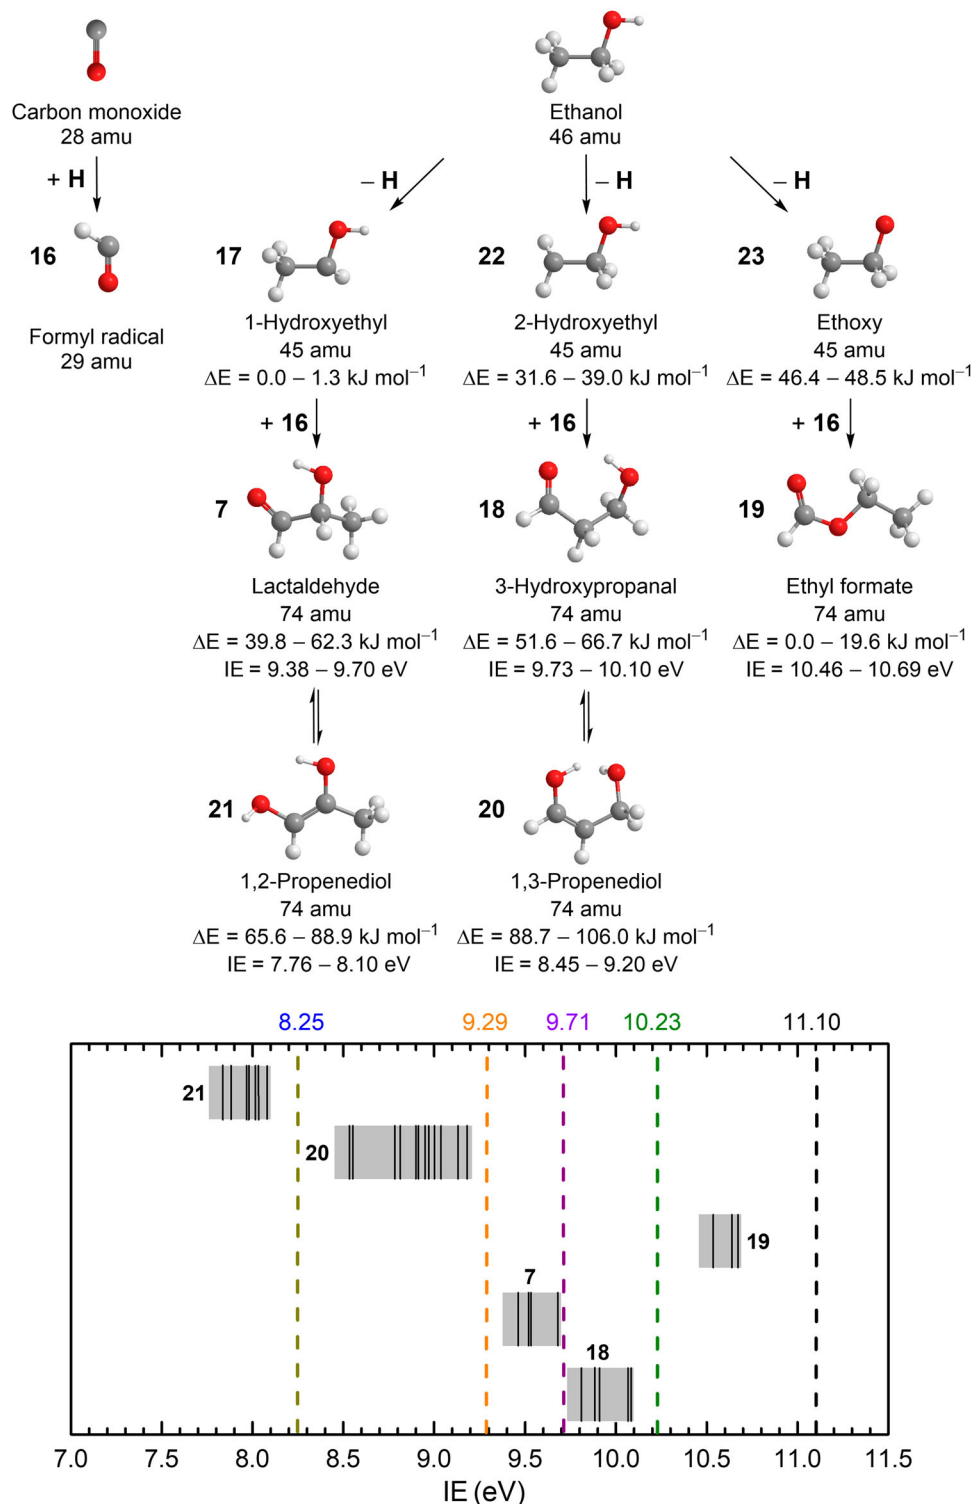 Carbon monoxide
28 amu
Ethanol
46 amu
+ H
– H
– H
– H
16
17
22
23
Formyl radical
29 amu
1-Hydroxyethyl
45 amu
ΔE = 0.0 – 1.3 kJ mol⁻¹
2-Hydroxyethyl
45 amu
ΔE = 31.6 – 39.0 kJ mol⁻¹
Ethoxy
45 amu
ΔE = 46.4 – 48.5 kJ mol⁻¹
+ 16
+ 16
+ 16
7
18
19
Lactaldehyde
74 amu
ΔE = 39.8 – 62.3 kJ mol⁻¹
IE = 9.38 – 9.70 eV
3-Hydroxypropanal
74 amu
ΔE = 51.6 – 66.7 kJ mol⁻¹
IE = 9.73 – 10.10 eV
Ethyl formate
74 amu
ΔE = 0.0 – 19.6 kJ mol⁻¹
IE = 10.46 – 10.69 eV
21
20
1,2-Propenediol
74 amu
ΔE = 65.6 – 88.9 kJ mol⁻¹
IE = 7.76 – 8.10 eV
1,3-Propenediol
74 amu
ΔE = 88.7 – 106.0 kJ mol⁻¹
IE = 8.45 – 9.20 eV
8.25 9.29 9.71 10.23 11.10
21
20
19
7
18
7.0 7.5 8.0 8.5 9.0 9.5 10.0 10.5 11.0 11.5
IE (eV)